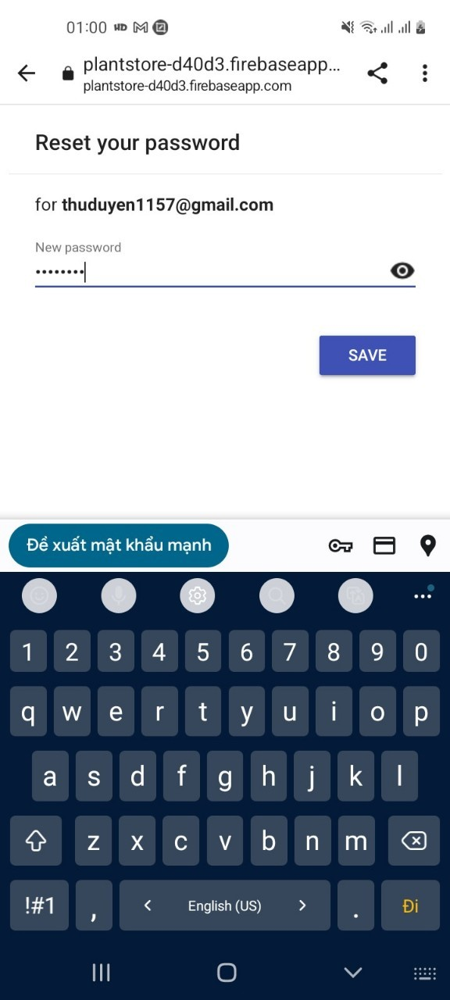 01:00 HD
plantstore-d40d3.firebaseapp...
plantstore-d40d3.firebaseapp.com
Reset your password
for thuduyen1157@gmail.com
New password
••••••••
SAVE
Đề xuất mật khẩu mạnh
1 2 3 4 5 6 7 8 9 0
q w e r t y u i o p
a s d f g h j k l
z x c v b n m
!#1 , < English (US) > . Đi